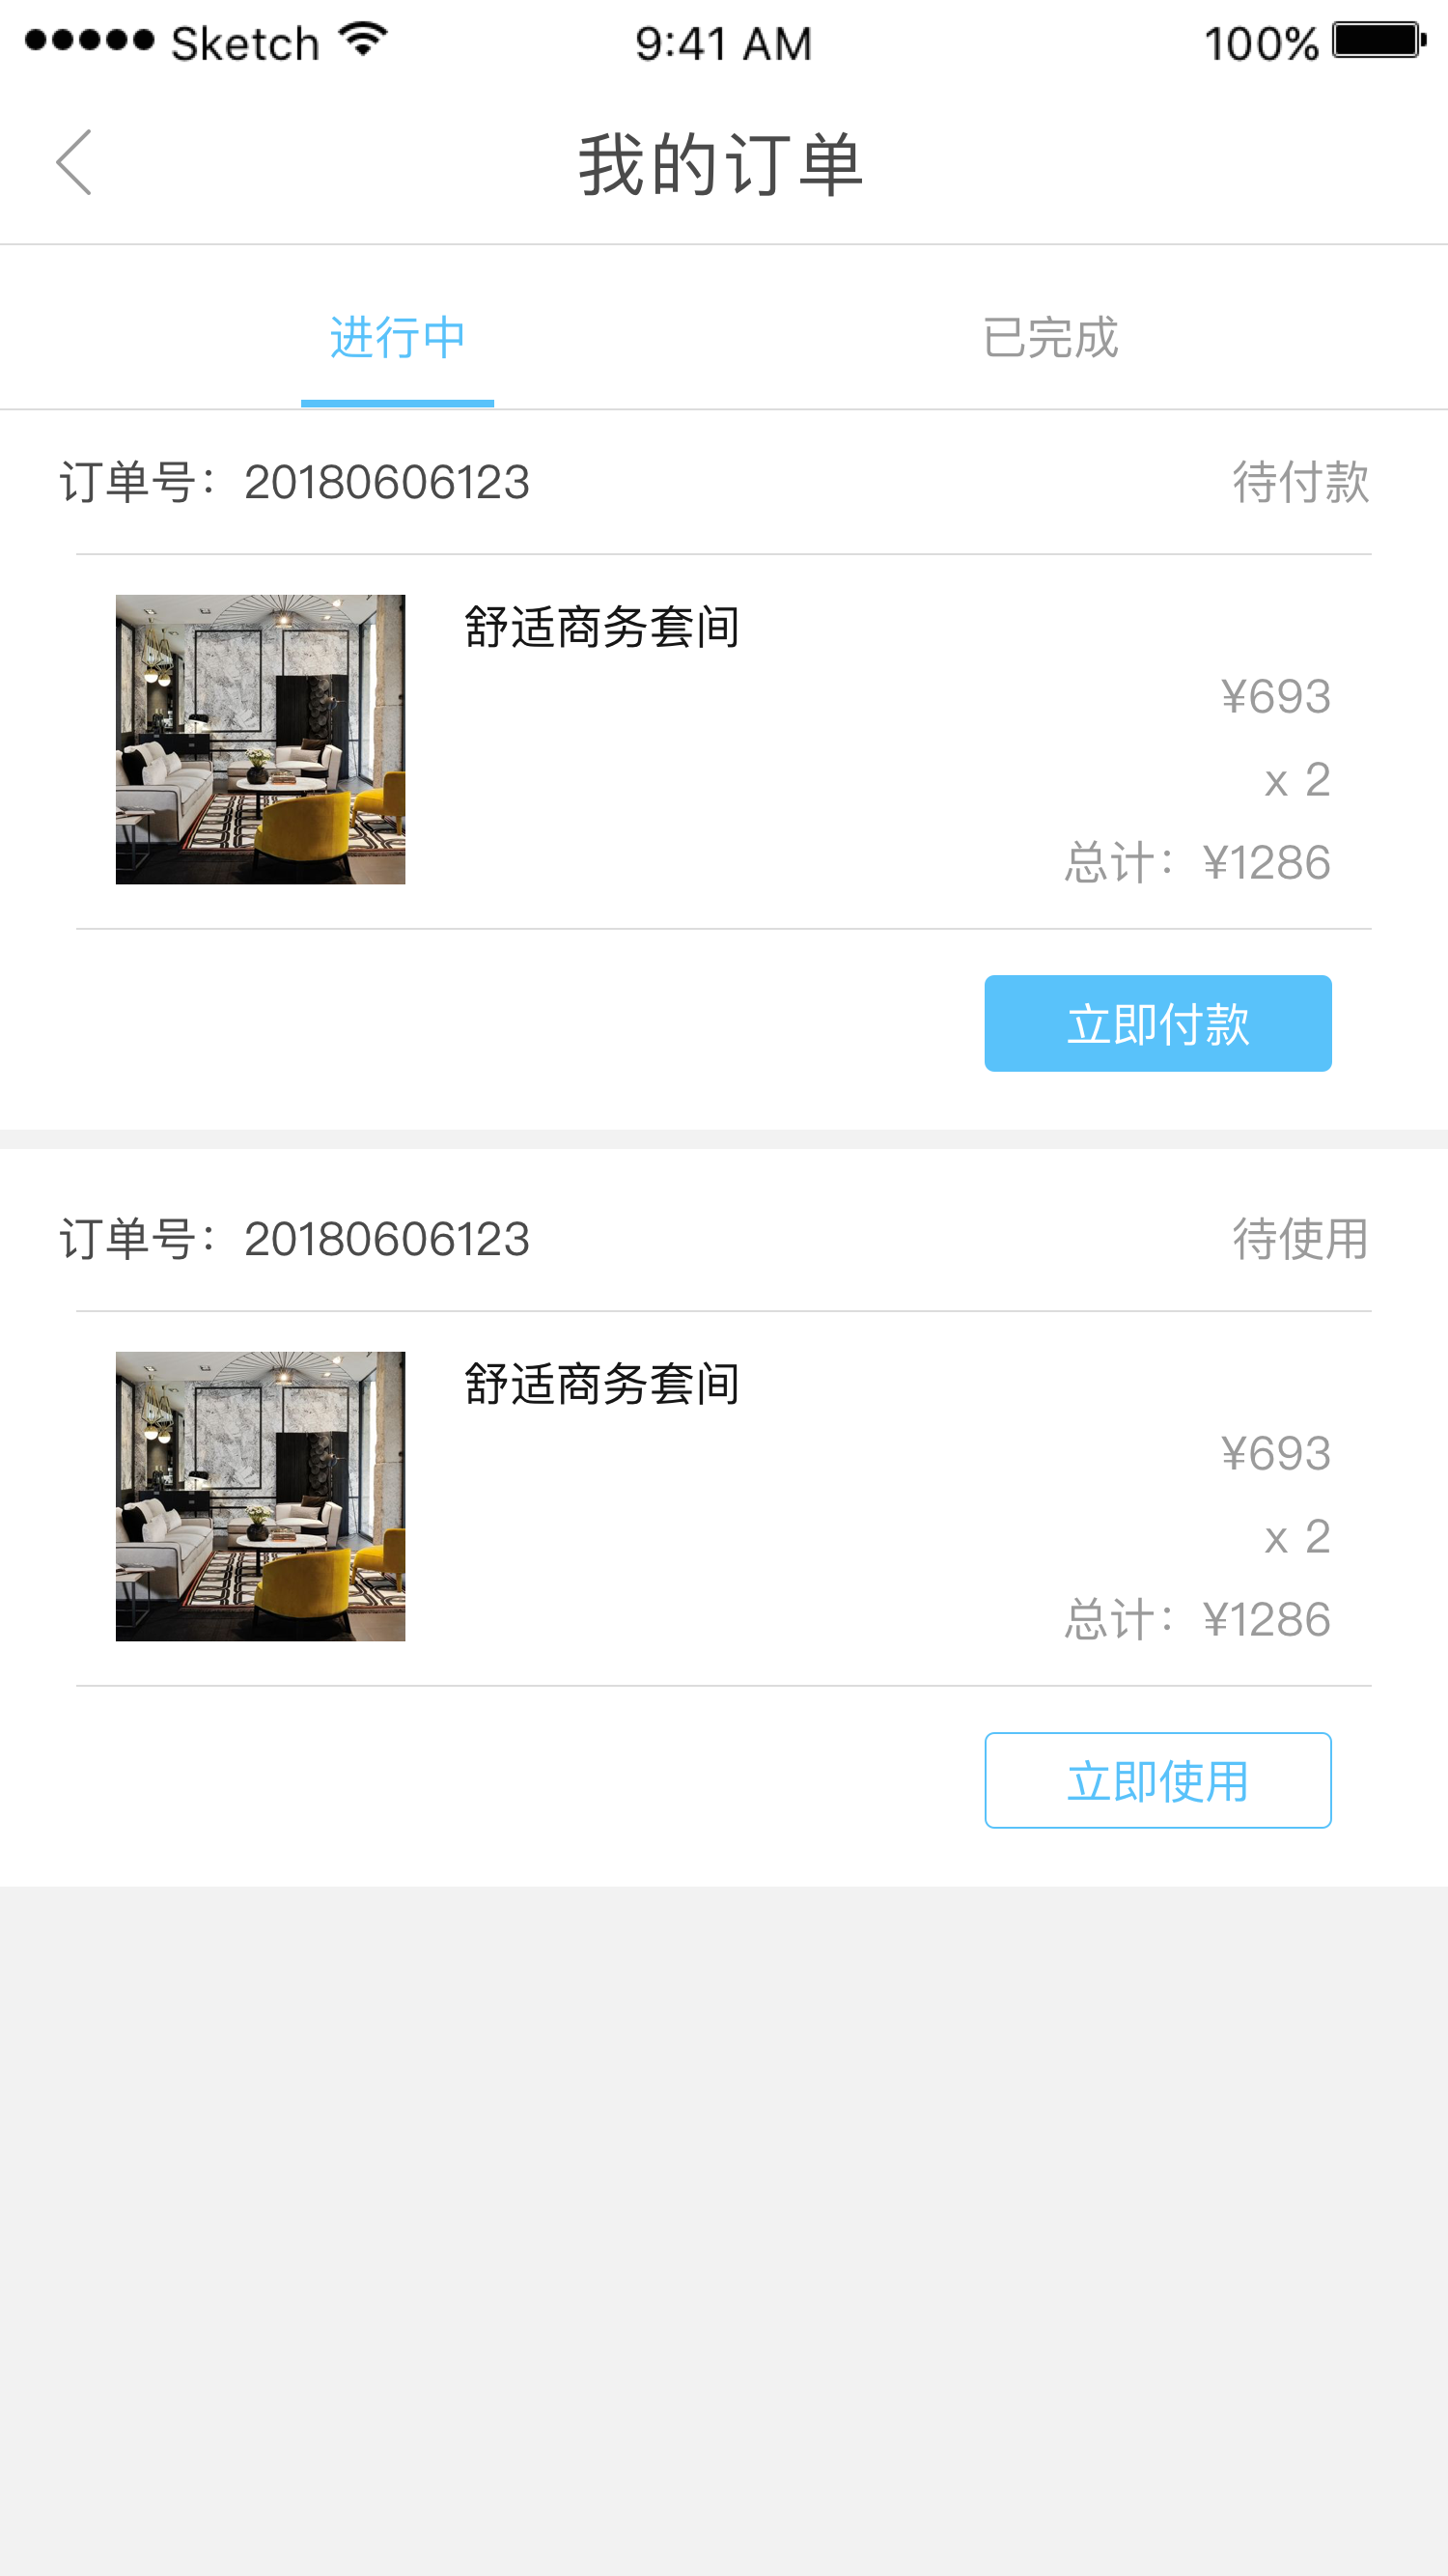 Sketch 9:41 AM 100%
我的订单
进行中 已完成
订单号：20180606123 待付款
舒适商务套间
¥693
x 2
总计：¥1286
立即付款
订单号：20180606123 待使用
舒适商务套间
¥693
x 2
总计：¥1286
立即使用